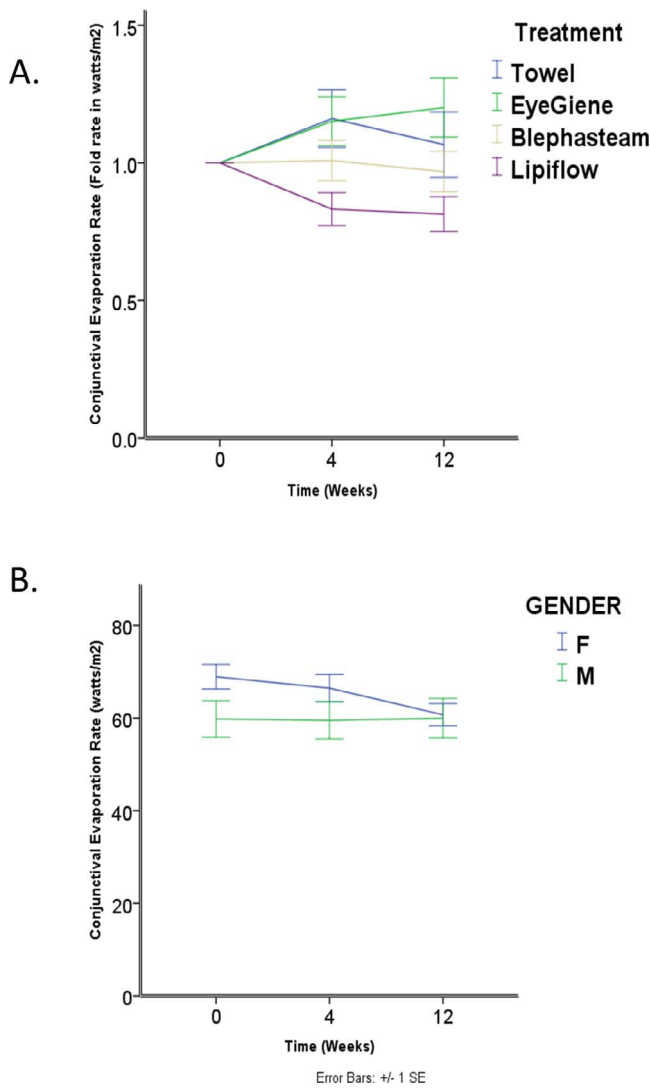 A.
Conjunctival Evaporation Rate (Fold rate in watts/m2)
1.5
1.0
0.5
0.0
0 4 12
Time (Weeks)
Treatment
Towel
EyeGiene
Blephasteam
Lipiflow
B.
Conjunctival Evaporation Rate (watts/m2)
80
60
40
20
0
0 4 12
Time (Weeks)
GENDER
F
M
Error Bars: +/- 1 SE